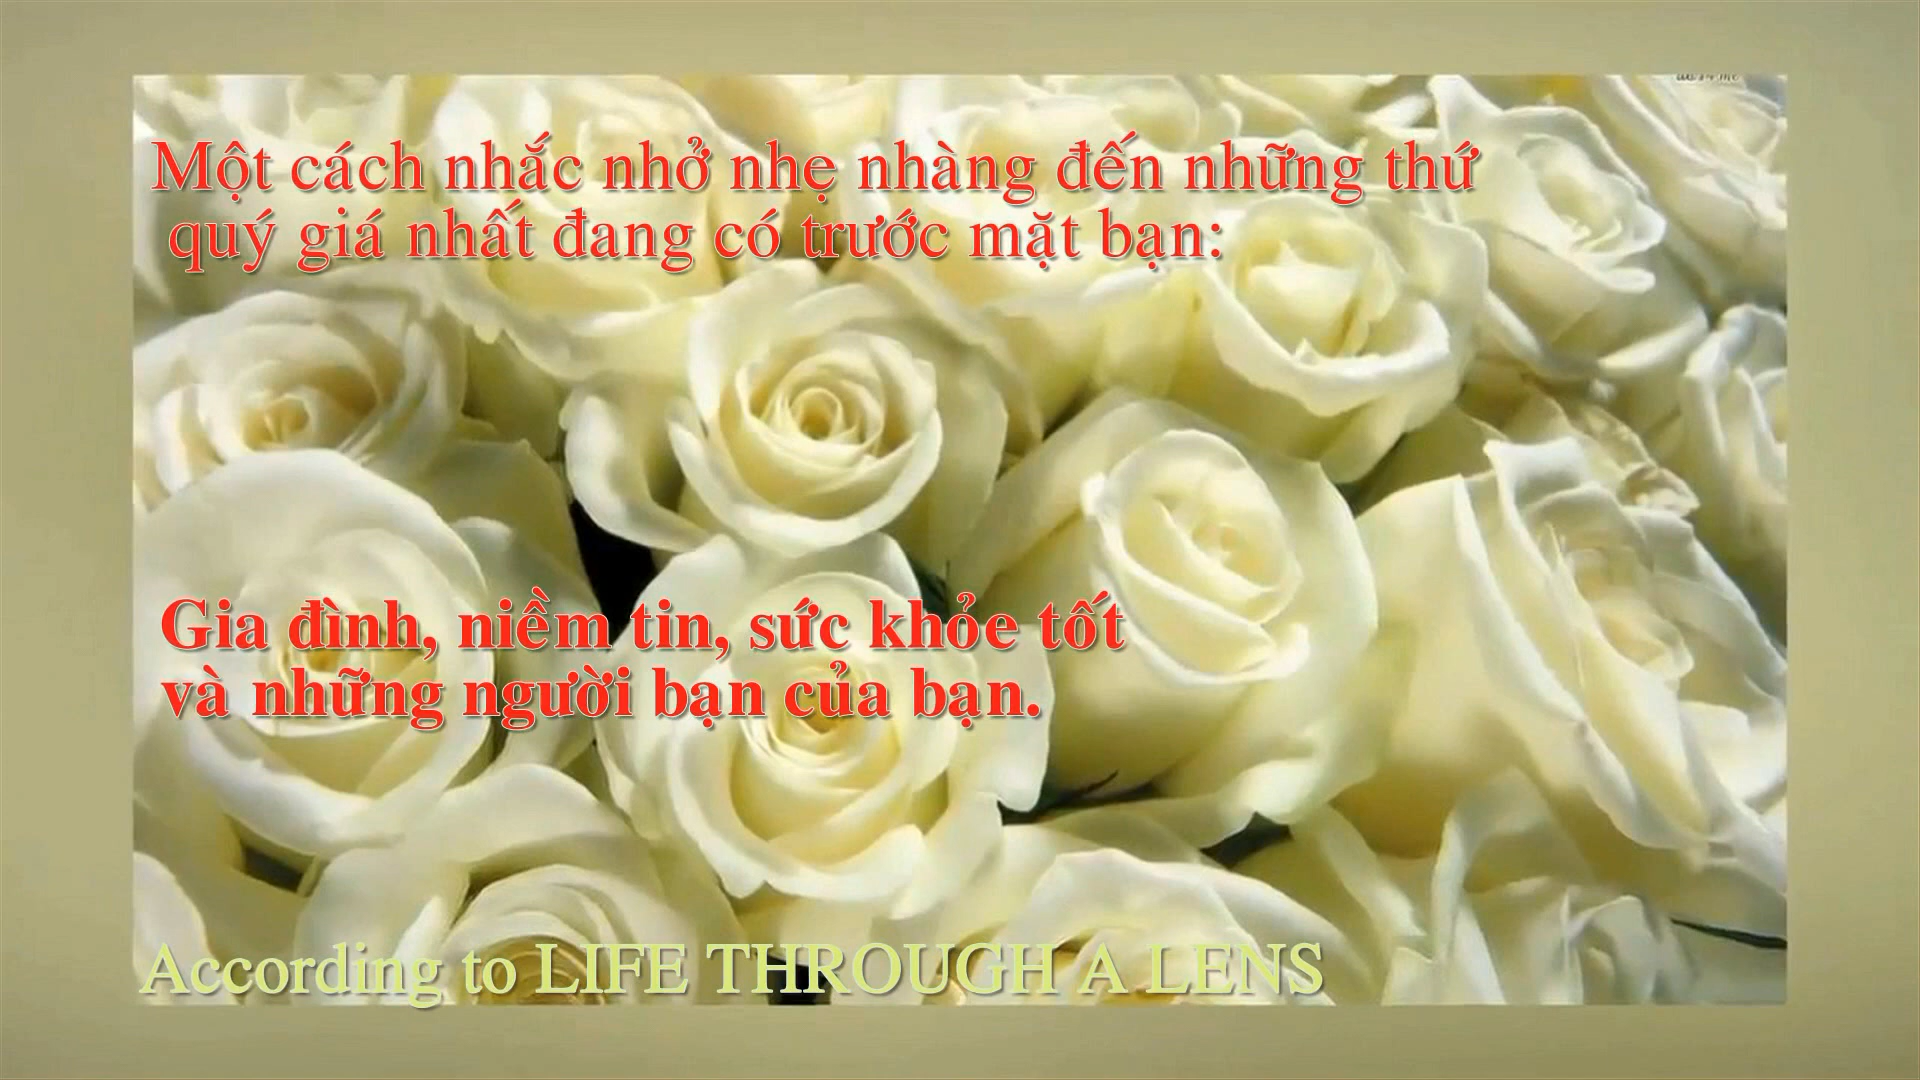 Một cách nhắc nhở nhẹ nhàng đến những thứ
quý giá nhất đang có trước mặt bạn:
Gia đình, niềm tin, sức khỏe tốt
và những người bạn của bạn.
According to LIFE THROUGH A LENS